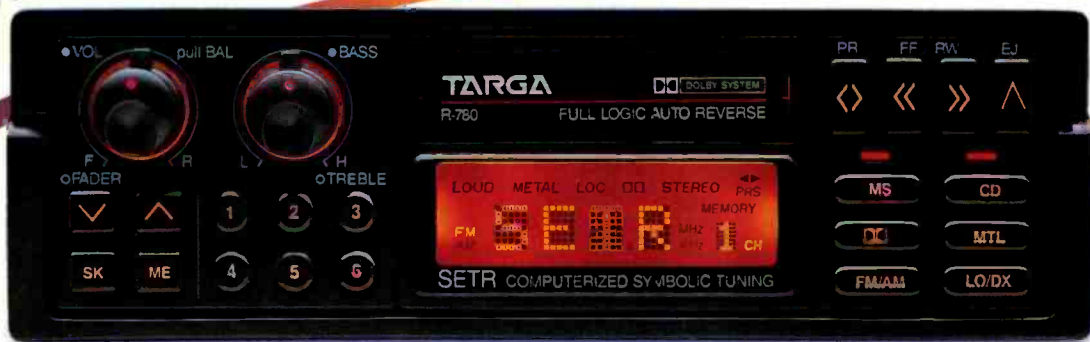 VOL pull BAL BASS
F R L H
FADER TREBLE
1 2 3
SK ME 4 5 6
TARGA DOLBY SYSTEM
R-780 FULL LOGIC AUTO REVERSE
LOUD METAL LOC STEREO PRS
MEMORY
FM MHz 1 CH
SETR COMPUTERIZED SYMBOLIC TUNING
PR FF RW EJ
MS CD
MTL
FM/AM LO/DX